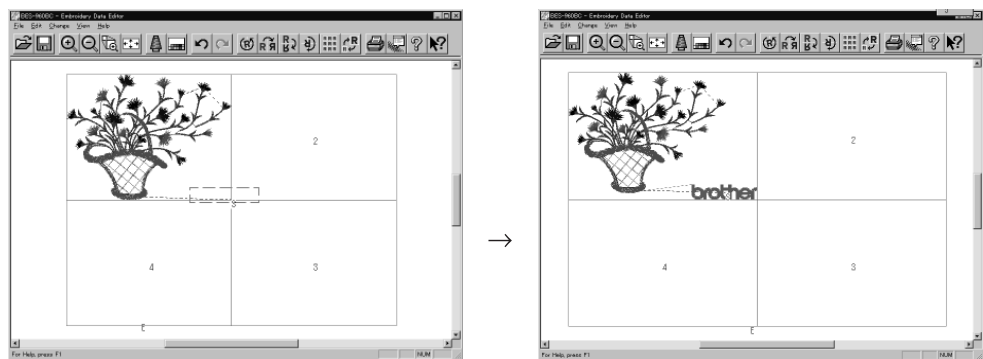 BES-960BC - Embroidery Data Editor
File Edit Change View Help
2
S
4
3
E
For Help, press F1
NUM
→
BES-960BC - Embroidery Data Editor
File Edit Change View Help
brother
2
4
3
E
For Help, press F1
NUM